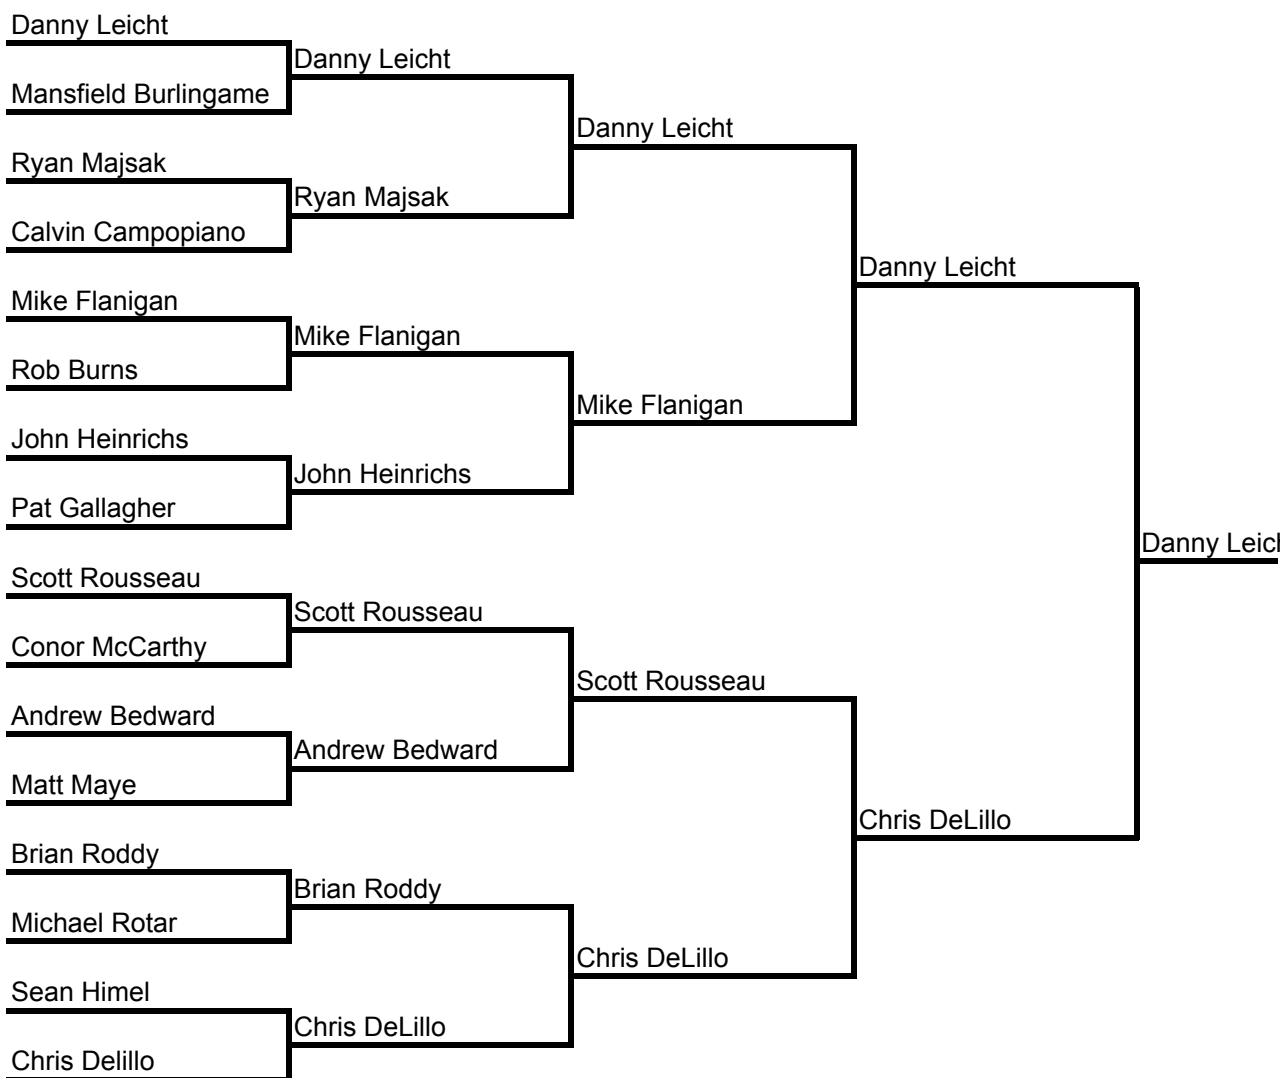 Danny Leicht
Mansfield Burlingame
Ryan Majsak
Calvin Campopiano
Mike Flanigan
Rob Burns
John Heinrichs
Pat Gallagher
Scott Rousseau
Conor McCarthy
Andrew Bedward
Matt Maye
Brian Roddy
Michael Rotar
Sean Himel
Chris Delillo
Danny Leicht
Ryan Majsak
Mike Flanigan
John Heinrichs
Scott Rousseau
Andrew Bedward
Brian Roddy
Chris DeLillo
Danny Leicht
Mike Flanigan
Scott Rousseau
Chris DeLillo
Danny Leicht
Chris DeLillo
Danny Leich